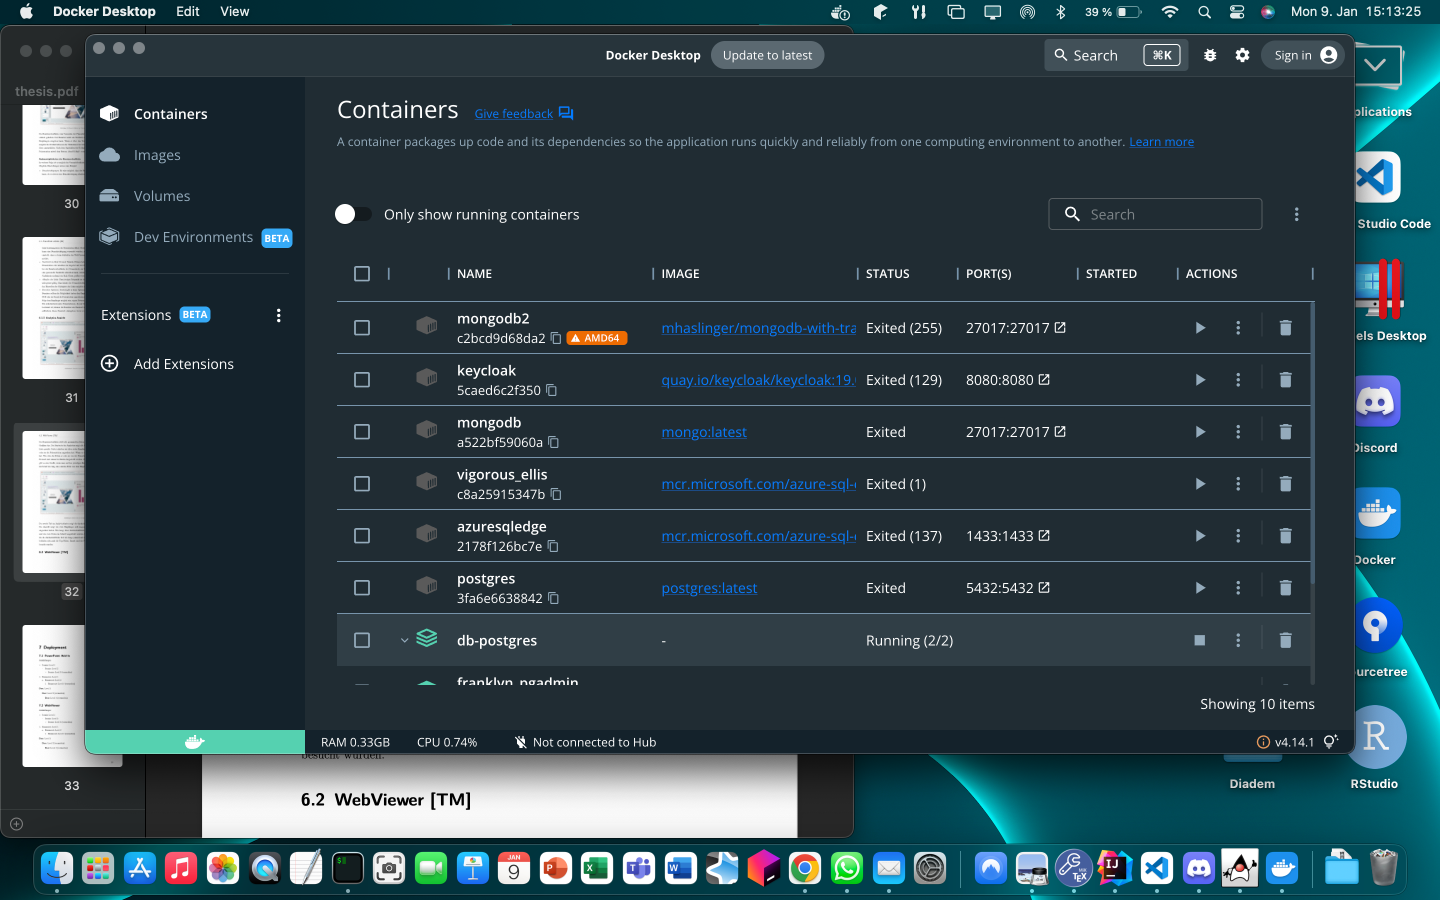 Docker Desktop Edit View 39 % Mon 9. Jan 15:13:25
thesis.pdf
30
31
32
33
Docker Desktop Update to latest Search ⌘K Sign in
Containers
Images
Volumes
Dev Environments BETA
Extensions BETA
Add Extensions
Containers Give feedback
A container packages up code and its dependencies so the application runs quickly and reliably from one computing environment to another. Learn more
Only show running containers Search
NAME IMAGE STATUS PORT(S) STARTED ACTIONS
mongodb2 mhaslinger/mongodb-with-tra Exited (255) 27017:27017
c2bcd9d68da2 AMD64
keycloak quay.io/keycloak/keycloak:19. Exited (129) 8080:8080
5caed6c2f350
mongodb mongo:latest Exited 27017:27017
a522bf59060a
vigorous_ellis mcr.microsoft.com/azure-sql- Exited (1)
c8a25915347b
azuresqledge mcr.microsoft.com/azure-sql- Exited (137) 1433:1433
2178f126bc7e
postgres postgres:latest Exited 5432:5432
3fa6e6638842
db-postgres - Running (2/2)
franklyn_pgadmin
Showing 10 items
RAM 0.33GB CPU 0.74% Not connected to Hub v4.14.1
besucht wurden.
6.2 WebViewer [TM]
7 Deployment
plications
Studio Code
els Desktop
iscord
Docker
urcetree
Diadem
R
RStudio
JAN
9